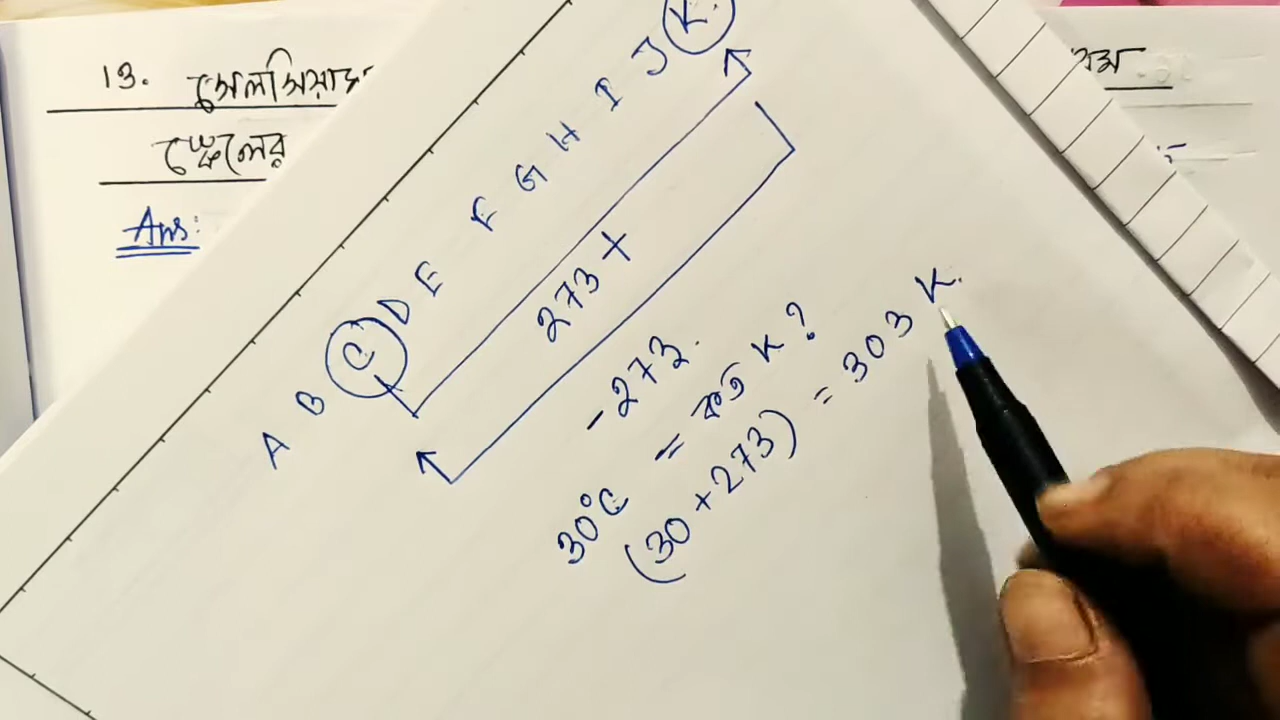 13. সেলসিয়াস
স্কেলের
Ans:
A B C D E F G H I J K
273 +
-273
30°C = কত K ?
(30 + 273) = 303 K.